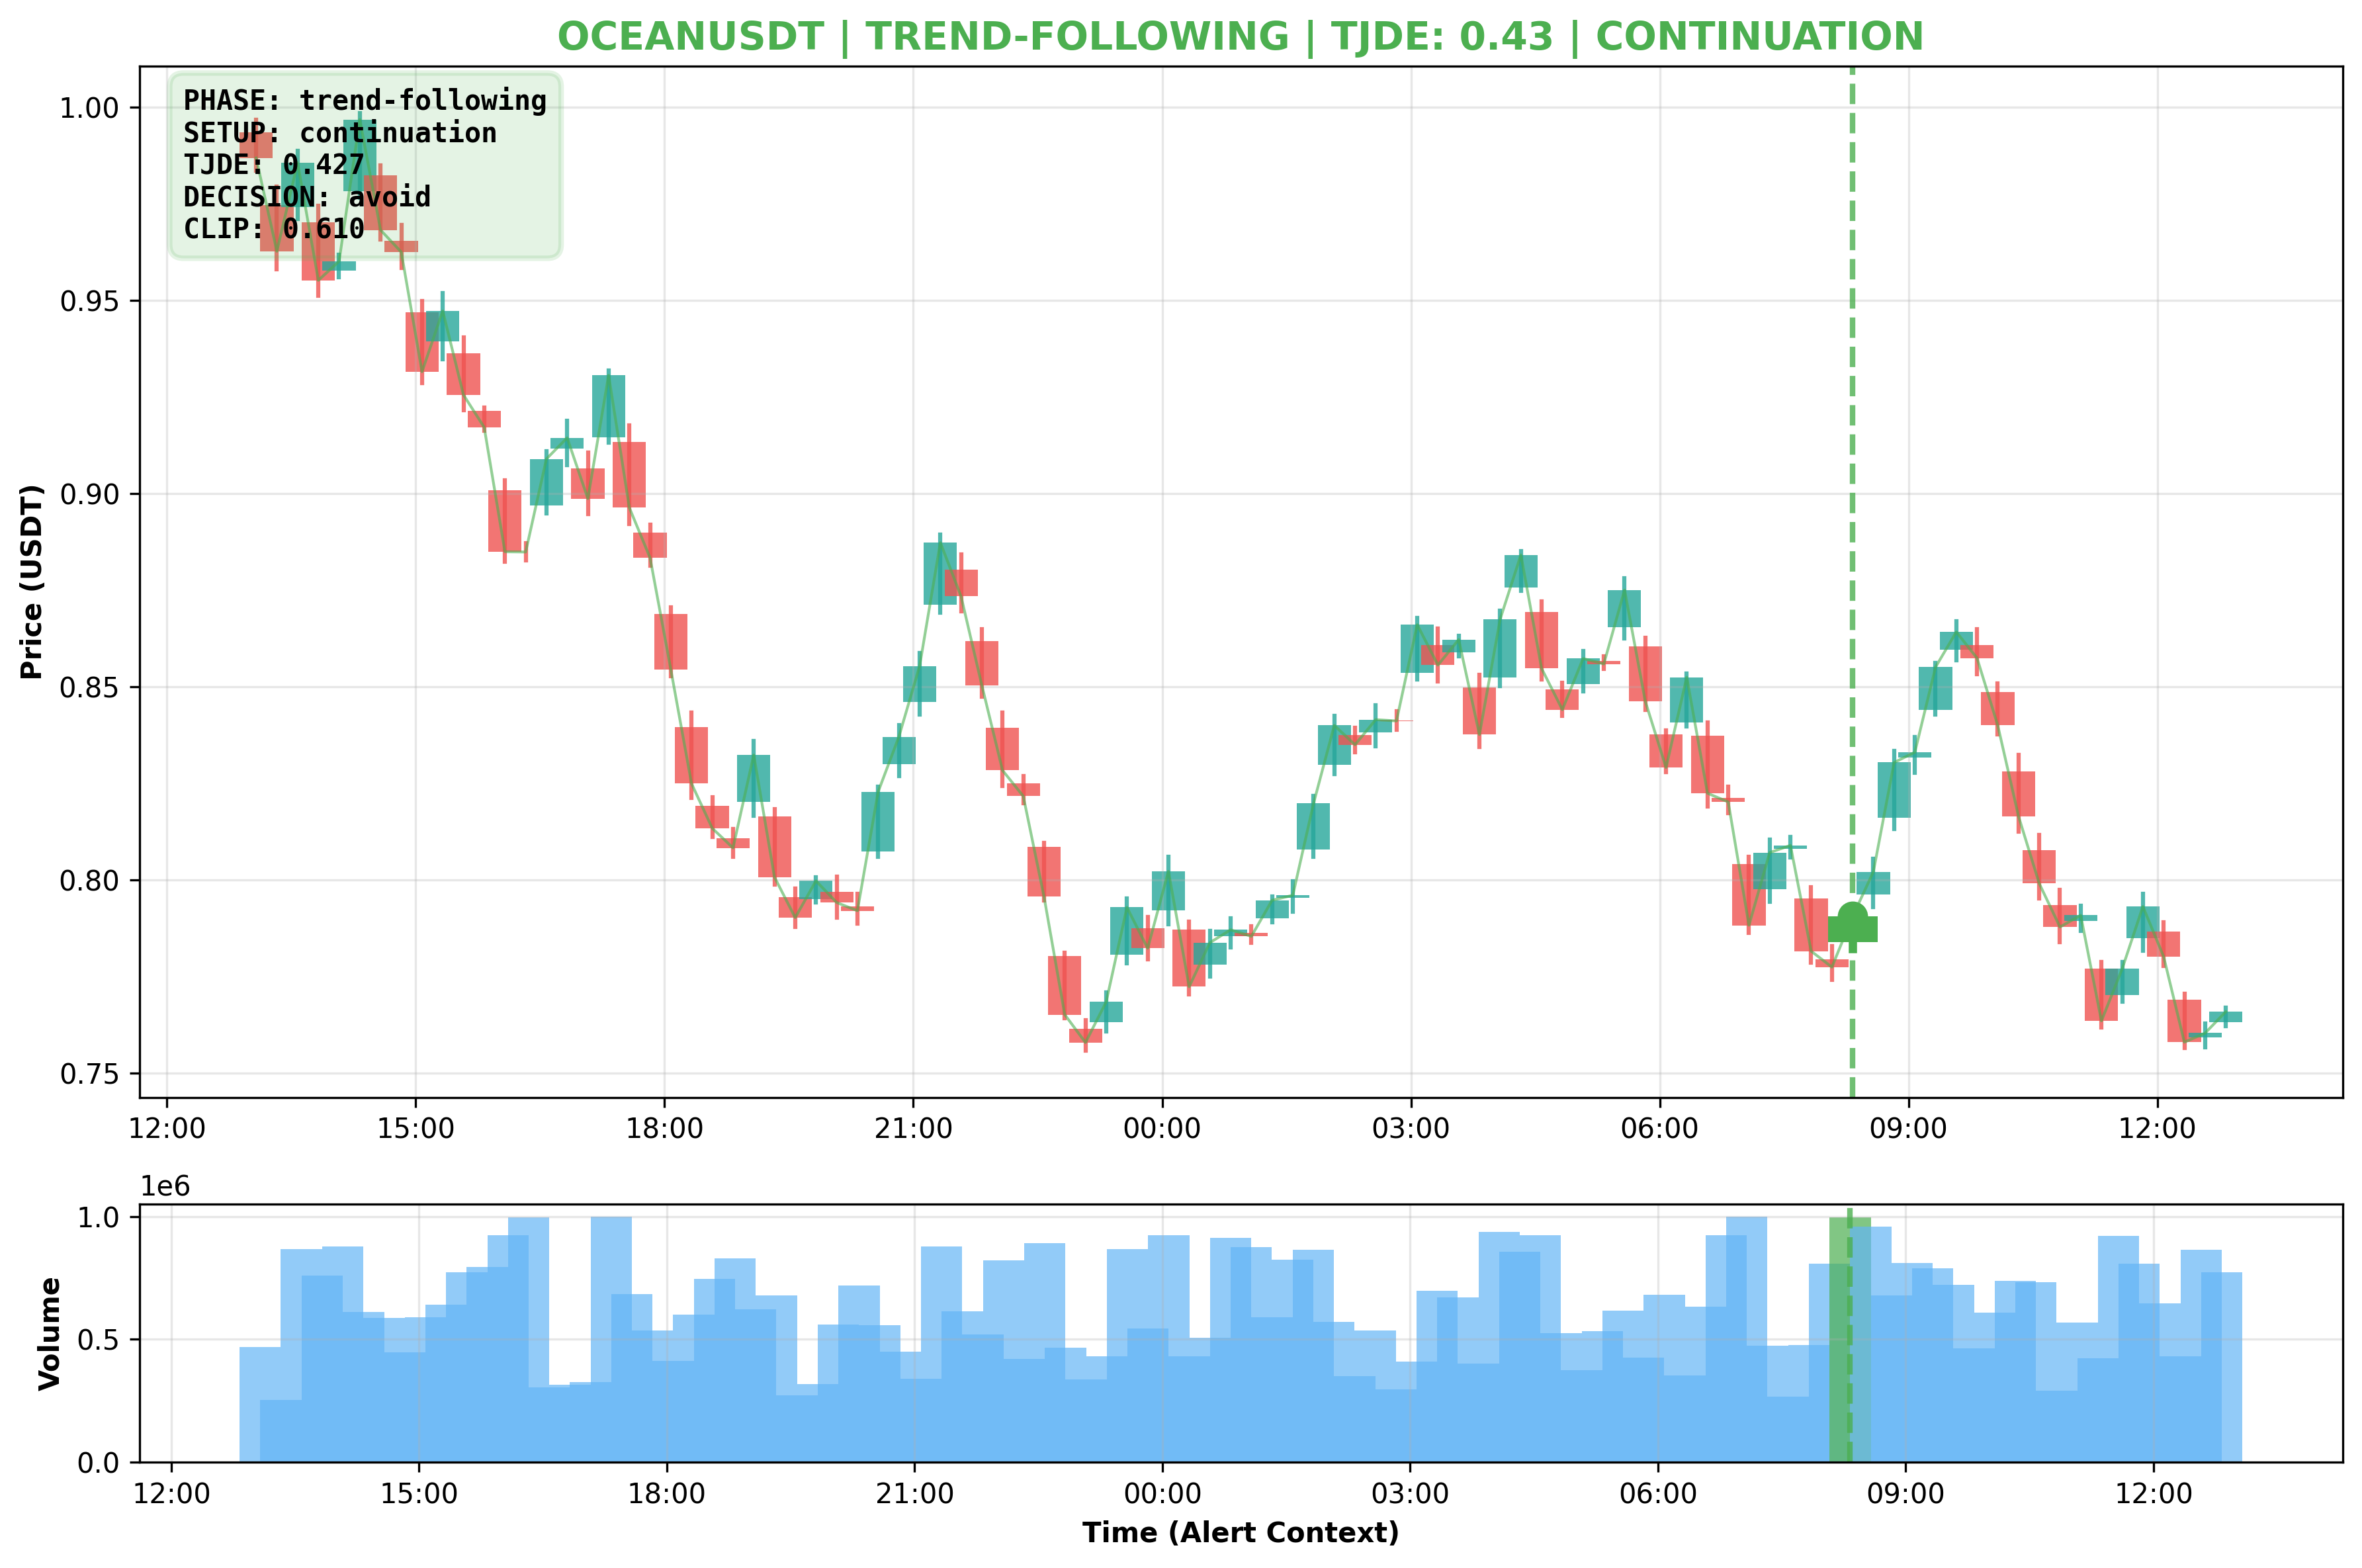 OCEANUSDT | TREND-FOLLOWING | TJDE: 0.43 | CONTINUATION
PHASE: trend-following
SETUP: continuation
TJDE: 0.427
DECISION: avoid
CLIP: 0.610
Price (USDT)
1.00
0.95
0.90
0.85
0.80
0.75
12:00 15:00 18:00 21:00 00:00 03:00 06:00 09:00 12:00
1e6
Volume
1.0
0.5
0.0
12:00 15:00 18:00 21:00 00:00 03:00 06:00 09:00 12:00
Time (Alert Context)